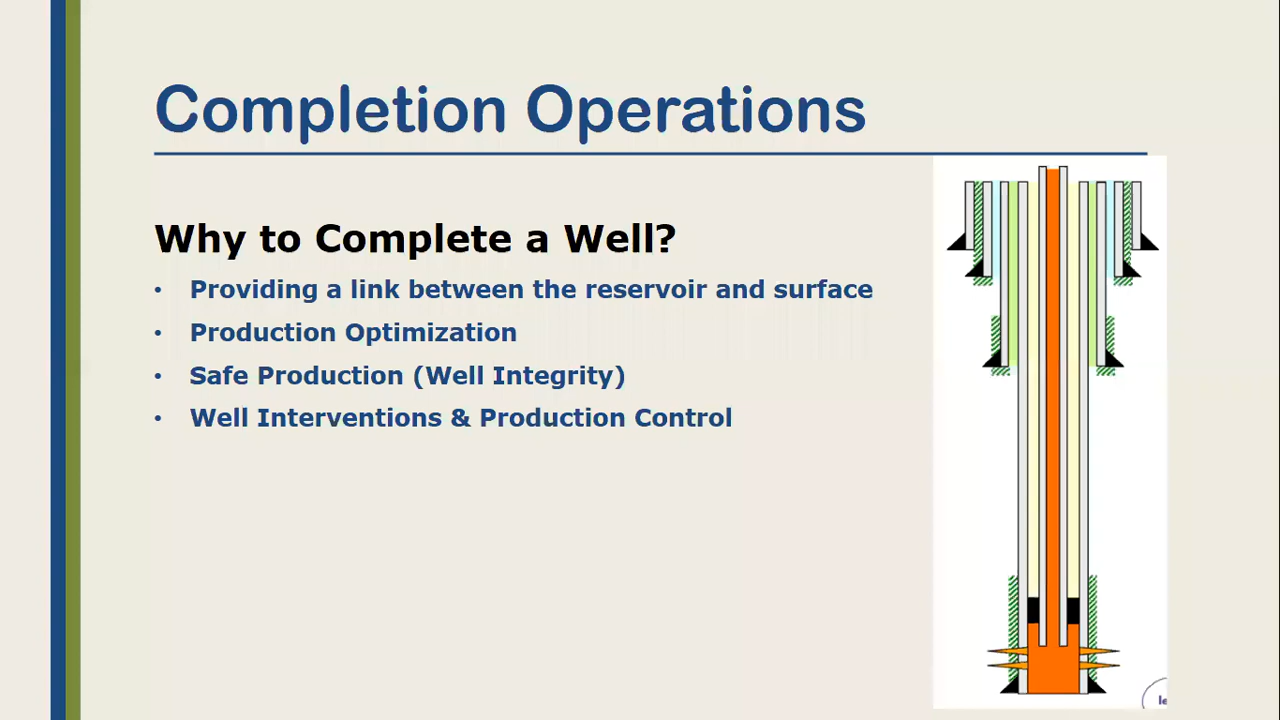 Completion Operations
Why to Complete a Well?
• Providing a link between the reservoir and surface
• Production Optimization
• Safe Production (Well Integrity)
• Well Interventions & Production Control